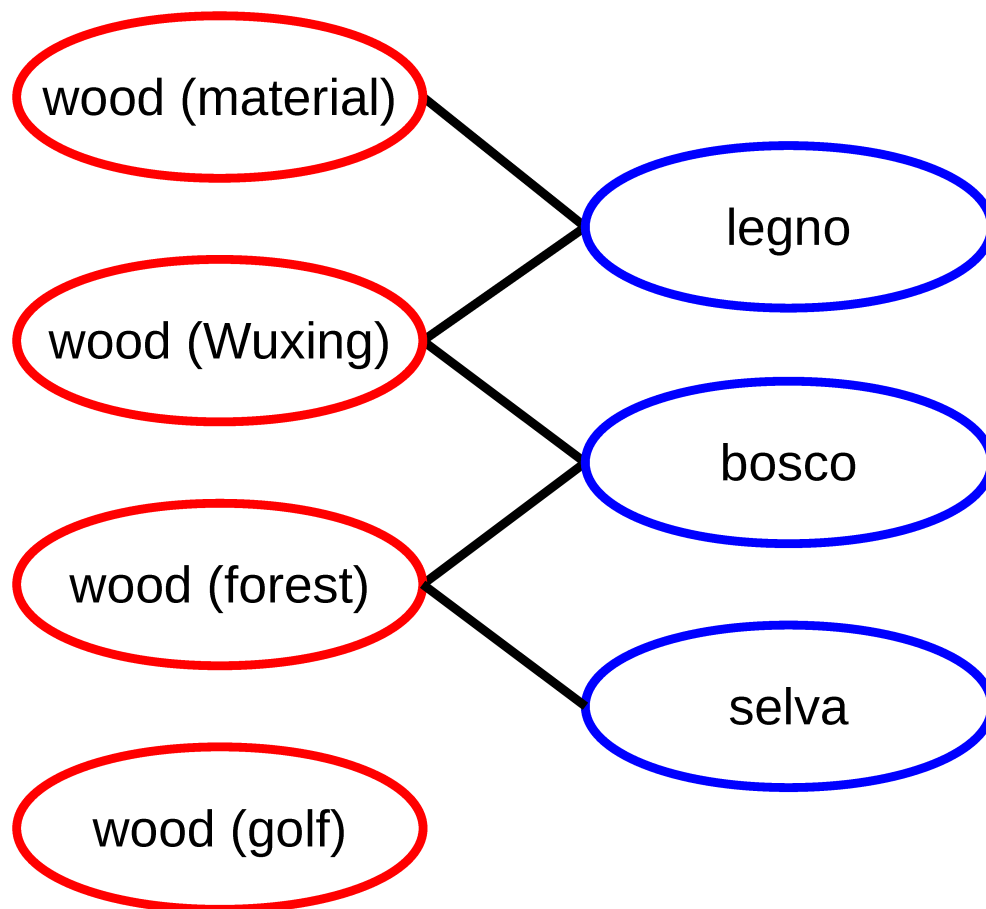 wood (material)
legno
wood (Wuxing)
bosco
wood (forest)
selva
wood (golf)